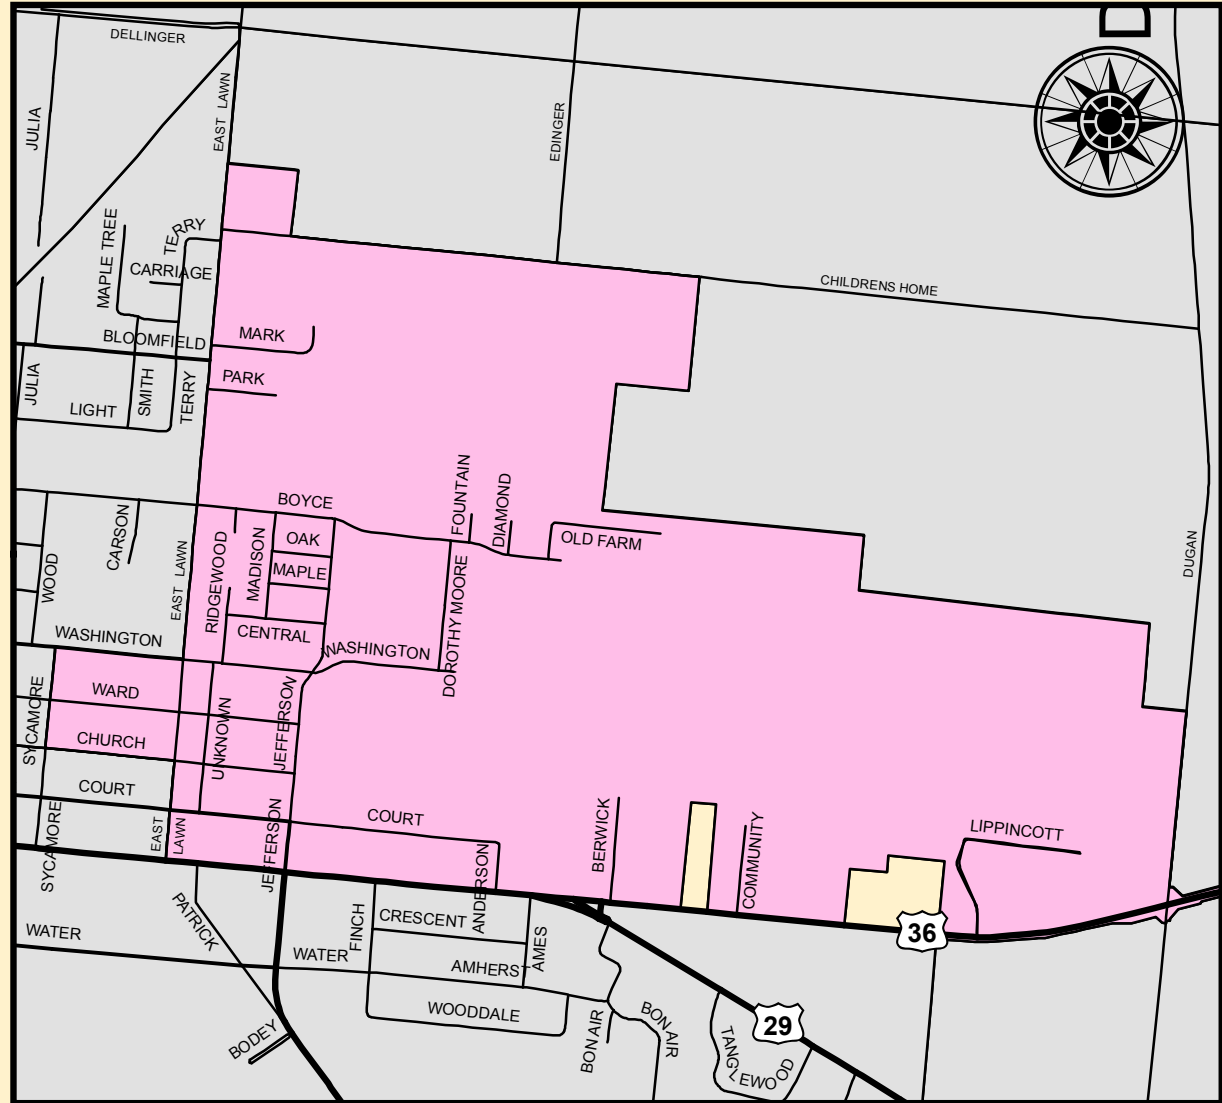 D
DELLINGER
EAST LAWN
JULIA
EDINGER
MAPLE TREE
TERRY
CARRIAGE
CHILDRENS HOME
BLOOMFIELD
MARK
PARK
JULIA
SMITH
TERRY
LIGHT
BOYCE
FOUNTAIN
DIAMOND
OLD FARM
CARSON
WOOD
EAST LAWN
RIDGEWOOD
MADISON
OAK
MAPLE
DUGAN
DOROTHY MOORE
CENTRAL
WASHINGTON
WASHINGTON
SYCAMORE
WARD
UNKNOWN
JEFFERSON
CHURCH
COURT
COURT
SYCAMORE
EAST LAWN
JEFFERSON
BERWICK
COMMUNITY
LIPPINCOTT
ANDERSON
PATRICK
FINCH
CRESCENT
AMES
36
WATER
WATER
AMHERST
WOODDALE
BON AIR
BON AIR
29
TANGLEWOOD
BODEY